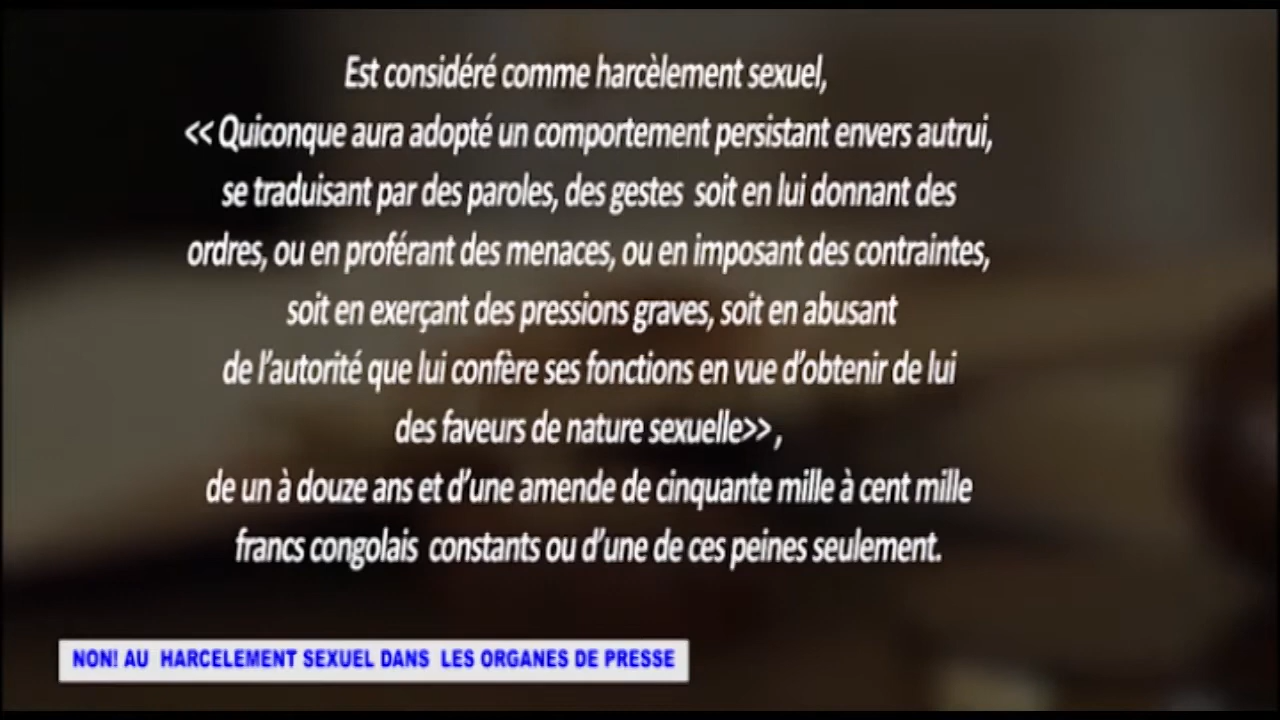 Est considéré comme harcèlement sexuel,
<< Quiconque aura adopté un comportement persistant envers autrui,
se traduisant par des paroles, des gestes soit en lui donnant des
ordres, ou en proférant des menaces, ou en imposant des contraintes,
soit en exerçant des pressions graves, soit en abusant
de l'autorité que lui confère ses fonctions en vue d'obtenir de lui
des faveurs de nature sexuelle>> ,
de un à douze ans et d'une amende de cinquante mille à cent mille
francs congolais constants ou d'une de ces peines seulement.
NON! AU HARCELEMENT SEXUEL DANS LES ORGANES DE PRESSE